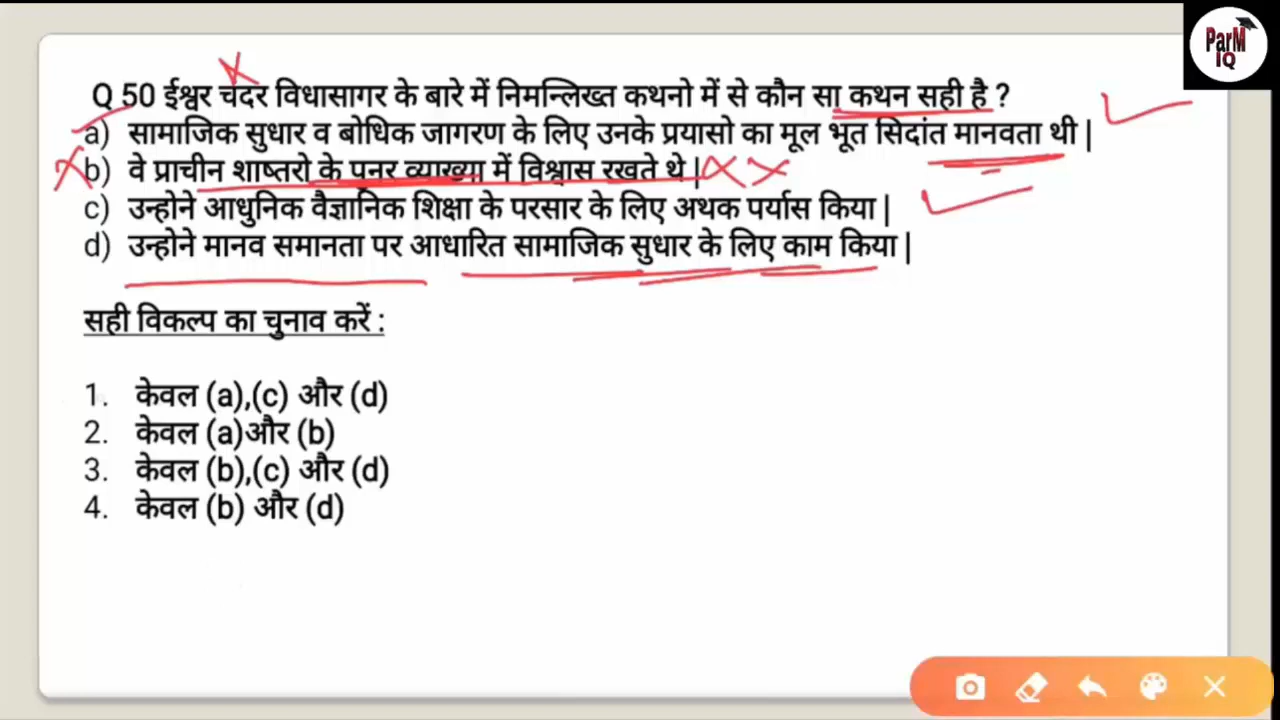 ParM
IQ
Q 50 ईश्वर चंदर विधासागर के बारे में निमन्लिख्त कथनो में से कौन सा कथन सही है ?
a) सामाजिक सुधार व बोधिक जागरण के लिए उनके प्रयासो का मूल भूत सिदांत मानवता थी |
b) वे प्राचीन शाष्तरो के पुनर व्याख्या में विश्वास रखते थे |
c) उन्होने आधुनिक वैज्ञानिक शिक्षा के परसार के लिए अथक पर्यास किया |
d) उन्होने मानव समानता पर आधारित सामाजिक सुधार के लिए काम किया |
सही विकल्प का चुनाव करें :
1. केवल (a),(c) और (d)
2. केवल (a)और (b)
3. केवल (b),(c) और (d)
4. केवल (b) और (d)